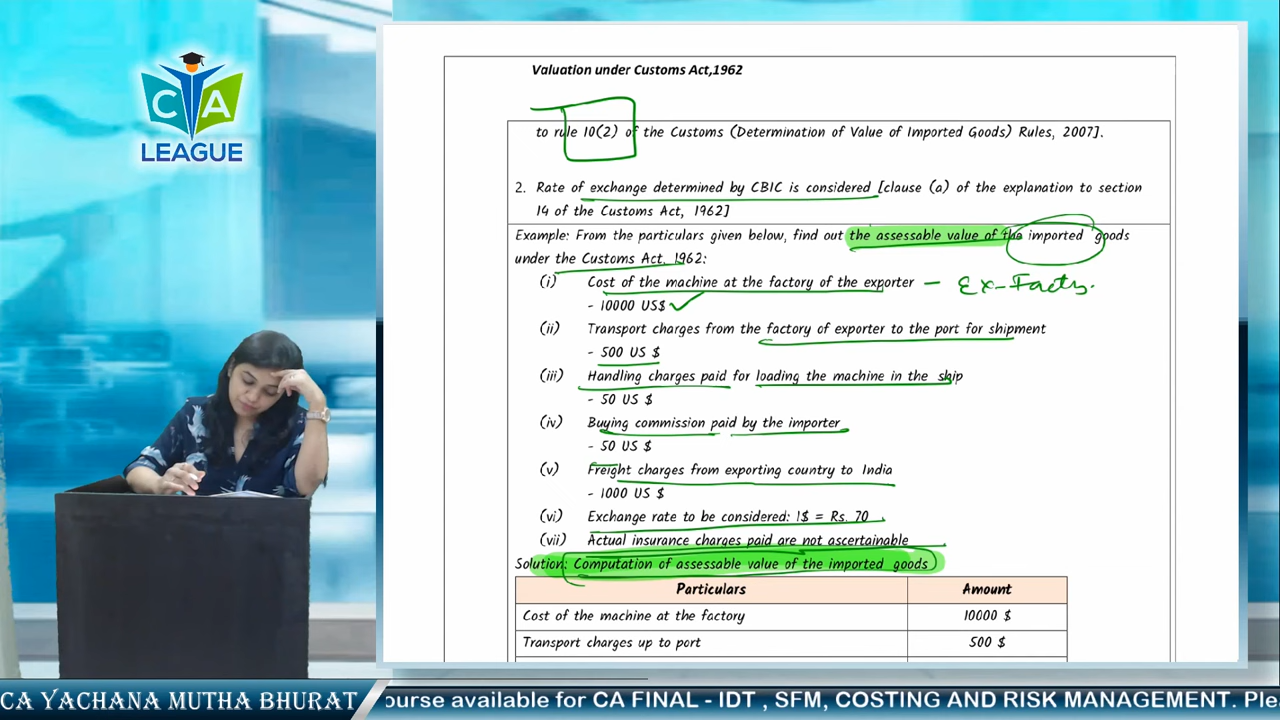 CTA
LEAGUE
Valuation under Customs Act,1962
to rule 10(2) of the Customs (Determination of Value of Imported Goods) Rules, 2007].
2. Rate of exchange determined by CBIC is considered [clause (a) of the explanation to section
14 of the Customs Act, 1962]
Example: From the particulars given below, find out the assessable value of the imported goods
under the Customs Act, 1962:
(i) Cost of the machine at the factory of the exporter – Ex-Factry.
- 10000 US$
(ii) Transport charges from the factory of exporter to the port for shipment
- 500 US $
(iii) Handling charges paid for loading the machine in the ship
- 50 US $
(iv) Buying commission paid by the importer
- 50 US $
(v) Freight charges from exporting country to India
- 1000 US $
(vi) Exchange rate to be considered: 1$ = Rs. 70
(vii) Actual insurance charges paid are not ascertainable
Solution: Computation of assessable value of the imported goods
Particulars Amount
Cost of the machine at the factory 10000 $
Transport charges up to port 500 $
CA YACHANA MUTHA BHURAT
ourse available for CA FINAL - IDT , SFM, COSTING AND RISK MANAGEMENT. Ple